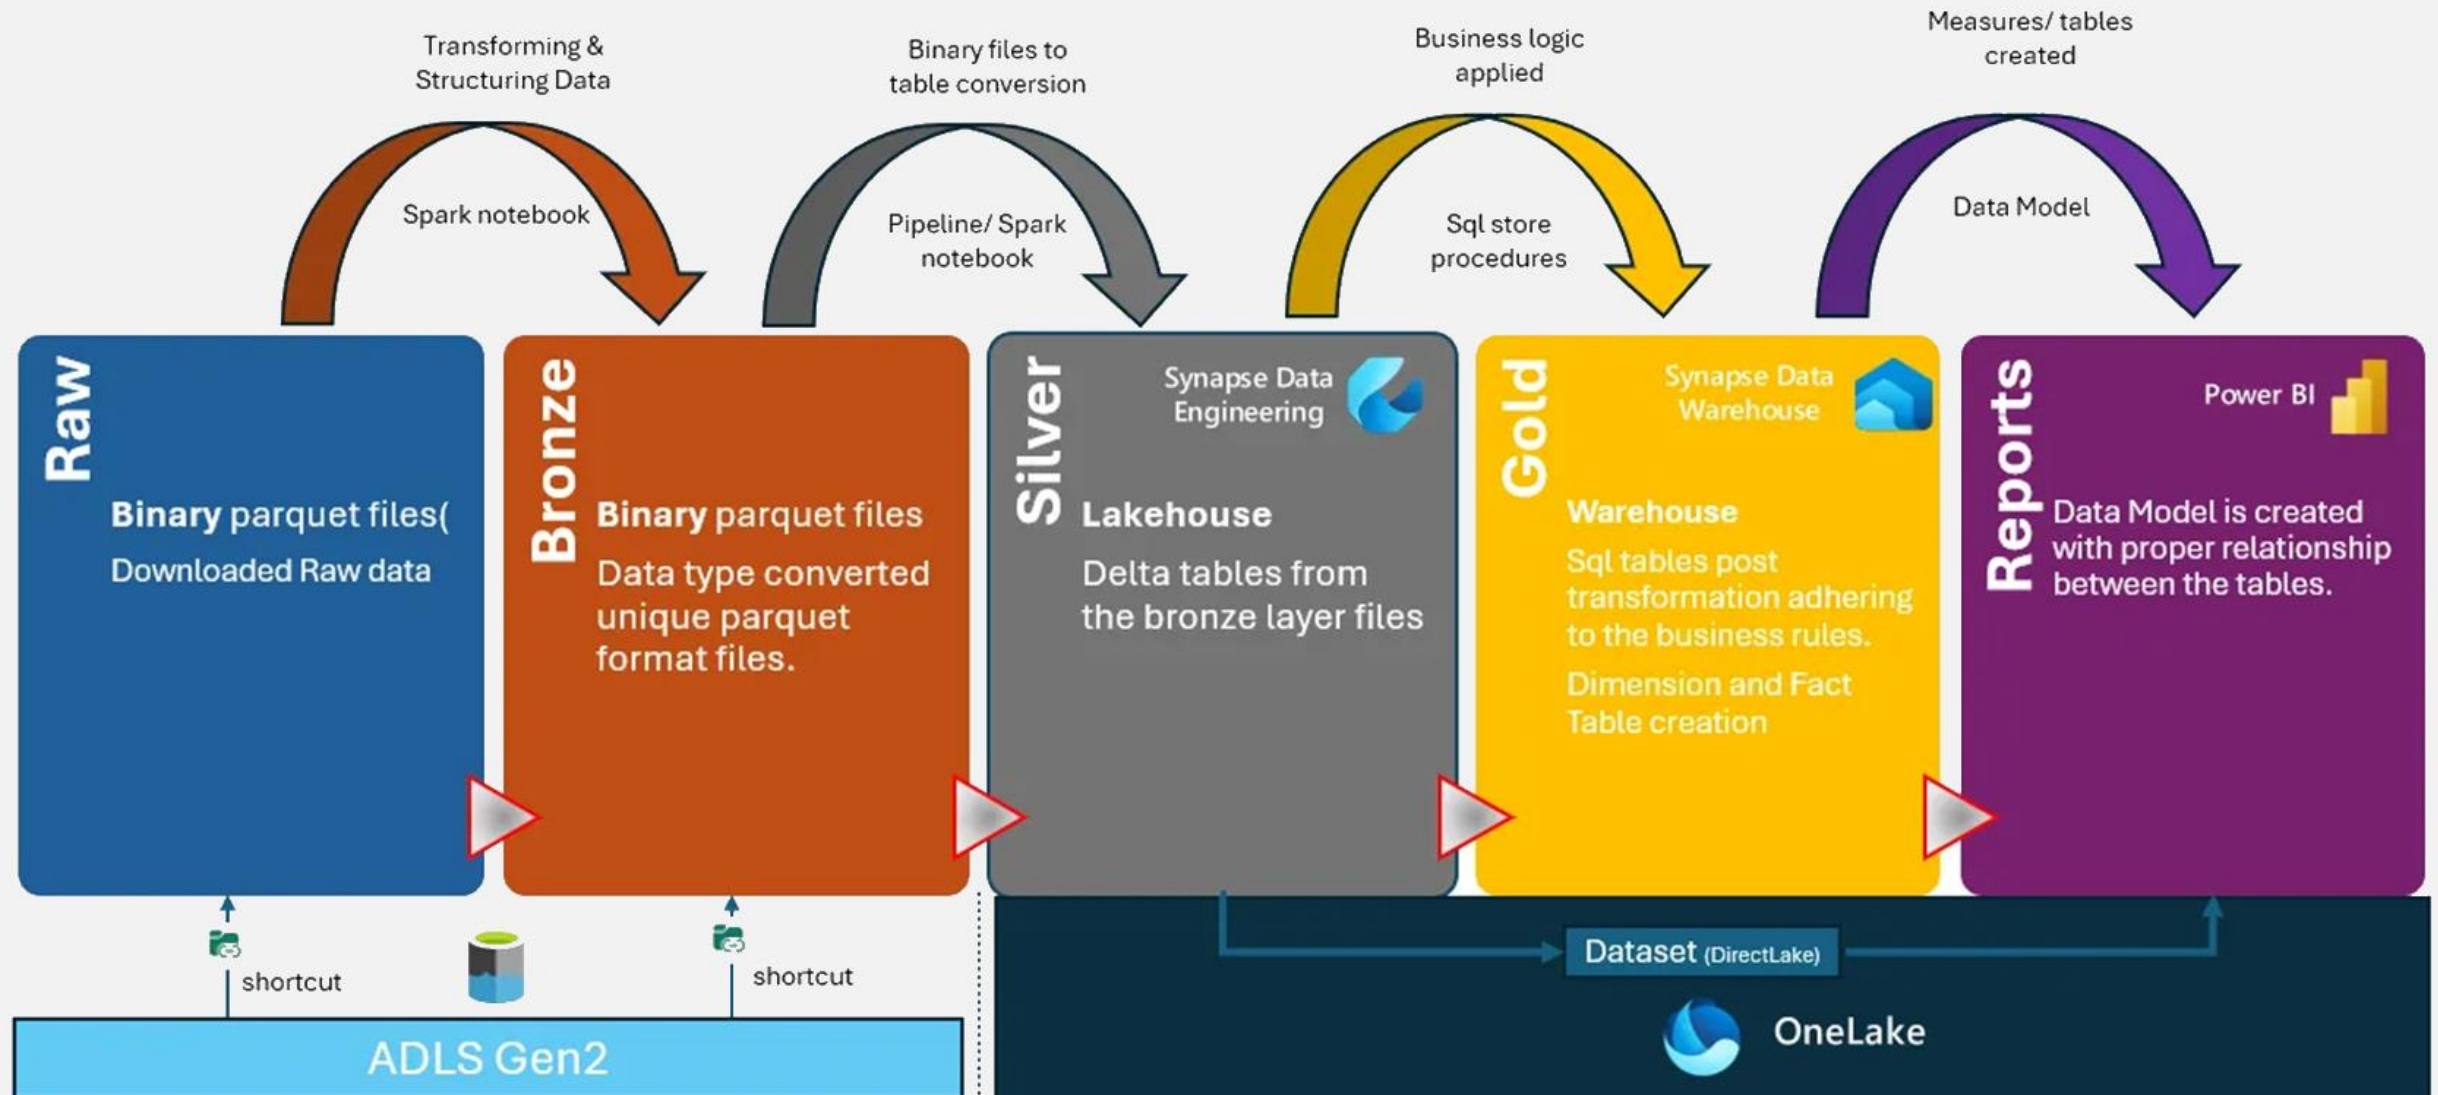 Transforming &
Structuring Data
Spark notebook
Binary files to
table conversion
Pipeline/ Spark
notebook
Business logic
applied
Sql store
procedures
Measures/ tables
created
Data Model
Raw
Binary parquet files(
Downloaded Raw data
Bronze
Binary parquet files
Data type converted
unique parquet
format files.
Silver
Synapse Data
Engineering
Lakehouse
Delta tables from
the bronze layer files
Gold
Synapse Data
Warehouse
Warehouse
Sql tables post
transformation adhering
to the business rules.
Dimension and Fact
Table creation
Reports
Power BI
Data Model is created
with proper relationship
between the tables.
shortcut
shortcut
ADLS Gen2
Dataset (DirectLake)
OneLake